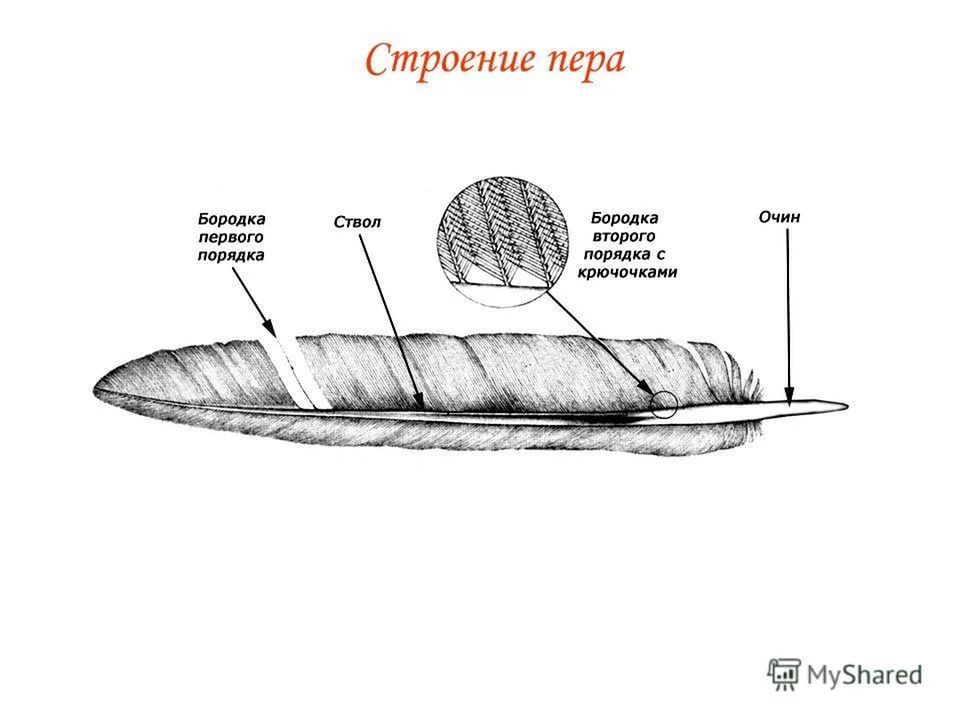 Строение пера
Бородка
первого
порядка
Ствол
Бородка
второго
порядка с
крючочками
Очин
MyShared